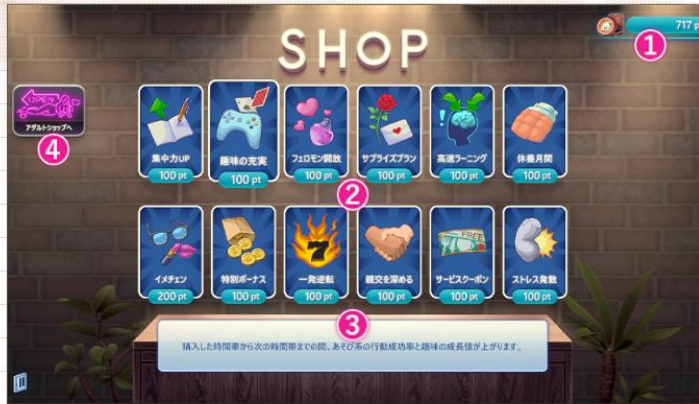 SHOP
717 p
1
OPEN
アダルトショップへ
4
集中力UP
100 pt
趣味の充実
100 pt
フェロモン開放
100 pt
サプライズプラン
100 pt
高速ラーニング
100 pt
休養月間
100 pt
2
イメチェン
200 pt
特別ボーナス
100 pt
7
一発逆転
100 pt
親交を深める
100 pt
FREE
サービスクーポン
100 pt
ストレス発散
100 pt
3
購入した時間帯から次の時間帯までの間、あそび系の行動成功率と趣味の成長値が上がります。